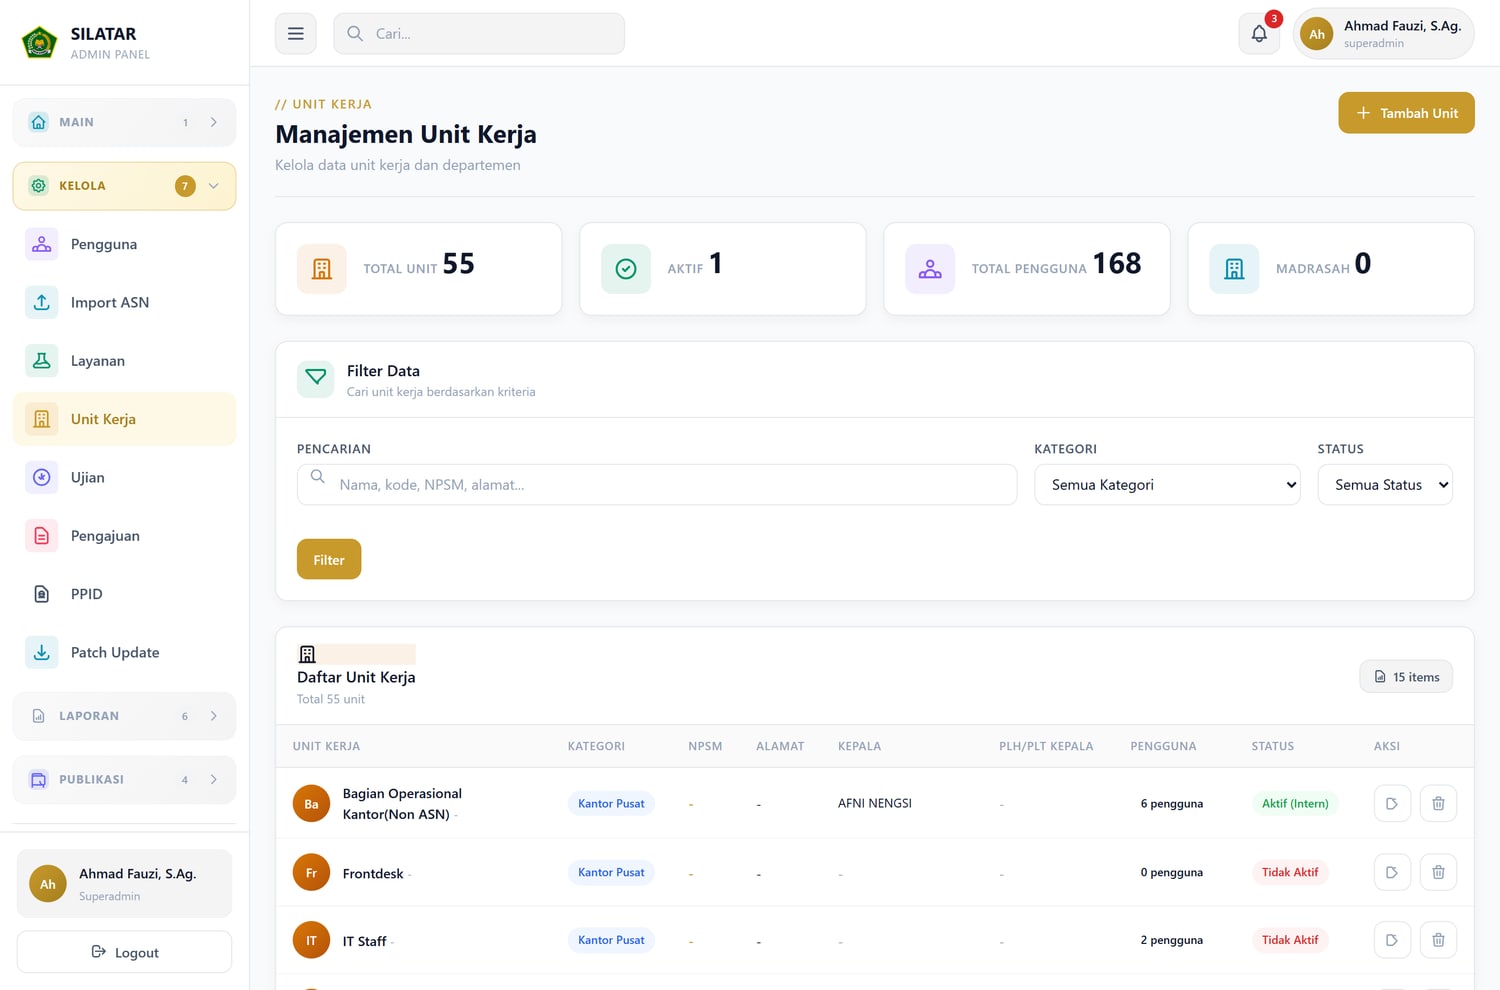 SILATAR
ADMIN PANEL
MAIN 1
KELOLA 7
Pengguna
Import ASN
Layanan
Unit Kerja
Ujian
Pengajuan
PPID
Patch Update
LAPORAN 6
PUBLIKASI 4
Ah Ahmad Fauzi, S.Ag.
Superadmin
Logout
Cari...
3
Ah Ahmad Fauzi, S.Ag.
superadmin
// UNIT KERJA
Manajemen Unit Kerja
Kelola data unit kerja dan departemen
+ Tambah Unit
TOTAL UNIT 55
AKTIF 1
TOTAL PENGGUNA 168
MADRASAH 0
Filter Data
Cari unit kerja berdasarkan kriteria
PENCARIAN KATEGORI STATUS
Nama, kode, NPSM, alamat... Semua Kategori Semua Status
Filter
Daftar Unit Kerja
Total 55 unit
15 items
UNIT KERJA KATEGORI NPSM ALAMAT KEPALA PLH/PLT KEPALA PENGGUNA STATUS AKSI
Ba Bagian Operasional
Kantor(Non ASN) - Kantor Pusat - - AFNI NENGSI - 6 pengguna Aktif (Intern)
Fr Frontdesk - Kantor Pusat - - - - 0 pengguna Tidak Aktif
IT IT Staff - Kantor Pusat - - - - 2 pengguna Tidak Aktif